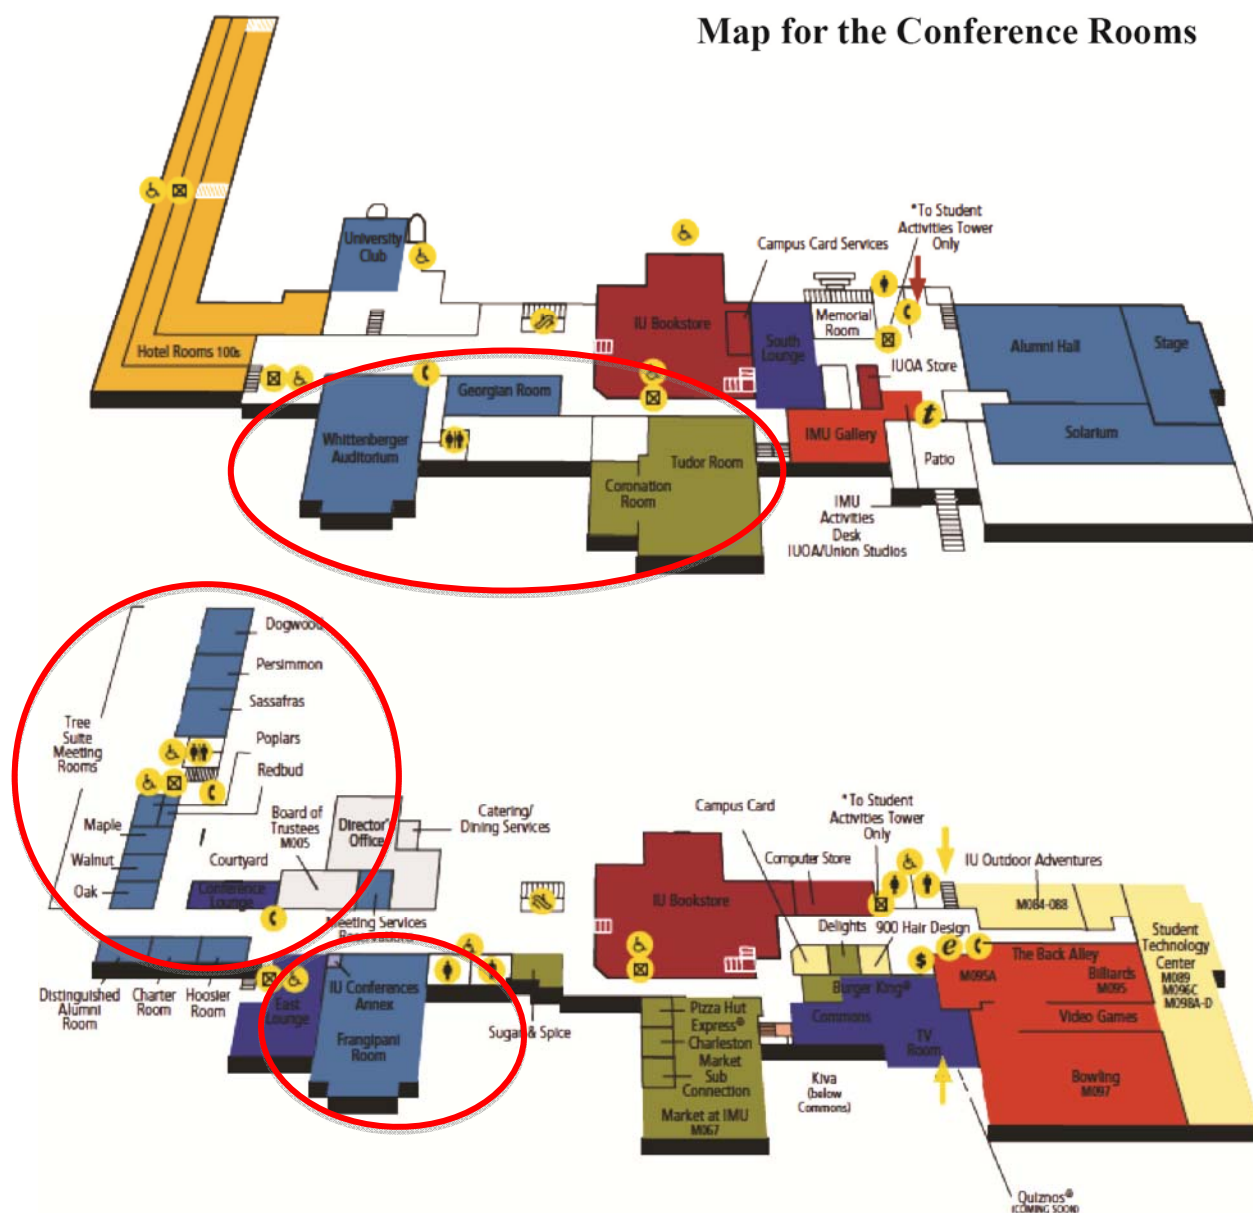 Map for the Conference Rooms
*To Student
Activities Tower
Only
University
Club
Campus Card Services
IU Bookstore
South
Lounge
Memorial
Room
Alumni Hall
Stage
Hotel Rooms 100s
IUOA Store
Georgian Room
Whittenberger
Auditorium
IMU Gallery
t
Solarium
Tudor Room
Coronation
Room
Patio
IMU
Activities
Desk
IUOA/Union Studios
Dogwood
Persimmon
Sassafras
Tree
Suite
Meeting
Rooms
Poplars
Redbud
Maple
Walnut
Oak
Board of
Trustees
M005
Director'
Office
Catering/
Dining Services
Courtyard
Conference
Lounge
Meeting Services
Reservations
Campus Card
*To Student
Activities Tower
Only
Computer Store
IU Outdoor Adventures
IU Bookstore
M084-088
Delights
900 Hair Design
Student
Technology
Center
M089
M096C
M098A-D
$
e
The Back Alley
M095A
Billiards
M095
Burger King®
Distinguished
Alumni
Room
Charter
Room
Hoosier
Room
East
Lounge
IU Conferences
Annex
Frangipani
Room
Sugar & Spice
Pizza Hut
Express®
Charleston
Market
Sub
Connection
Market at IMU
M067
Commons
TV
Room
Video Games
Kiva
(below
Commons)
Bowling
M097
Quiznos®
(COMING SOON)